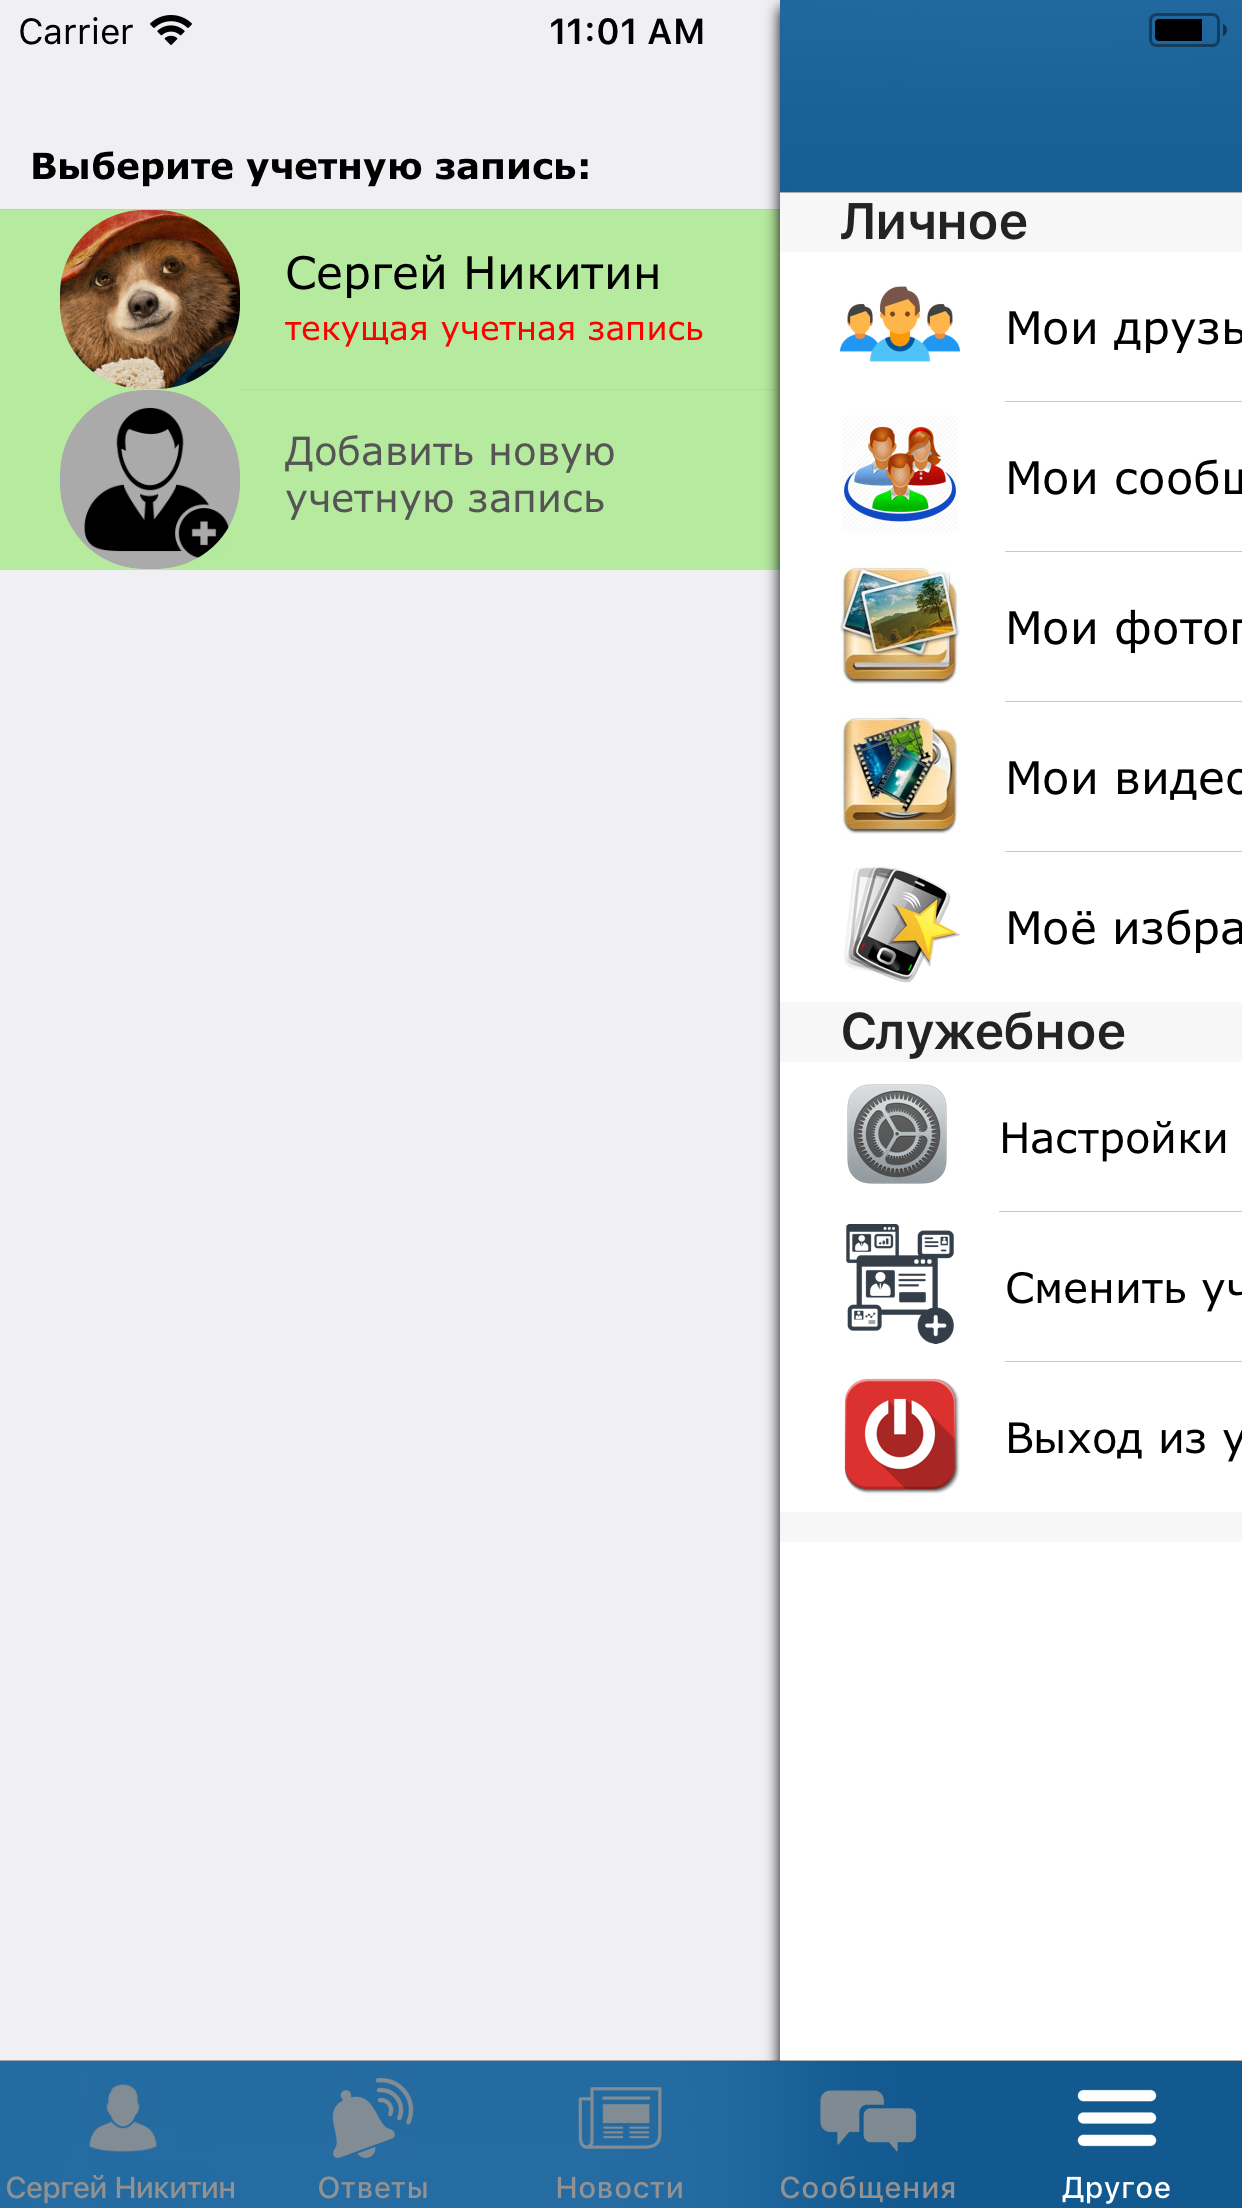 Carrier
11:01 AM
Выберите учетную запись:
Сергей Никитин
текущая учетная запись
Добавить новую
учетную запись
Личное
Мои друзь
Мои сообщ
Мои фотог
Мои видео
Моё избра
Служебное
Настройки
Сменить уч
Выход из у
Сергей Никитин
Ответы
Новости
Сообщения
Другое